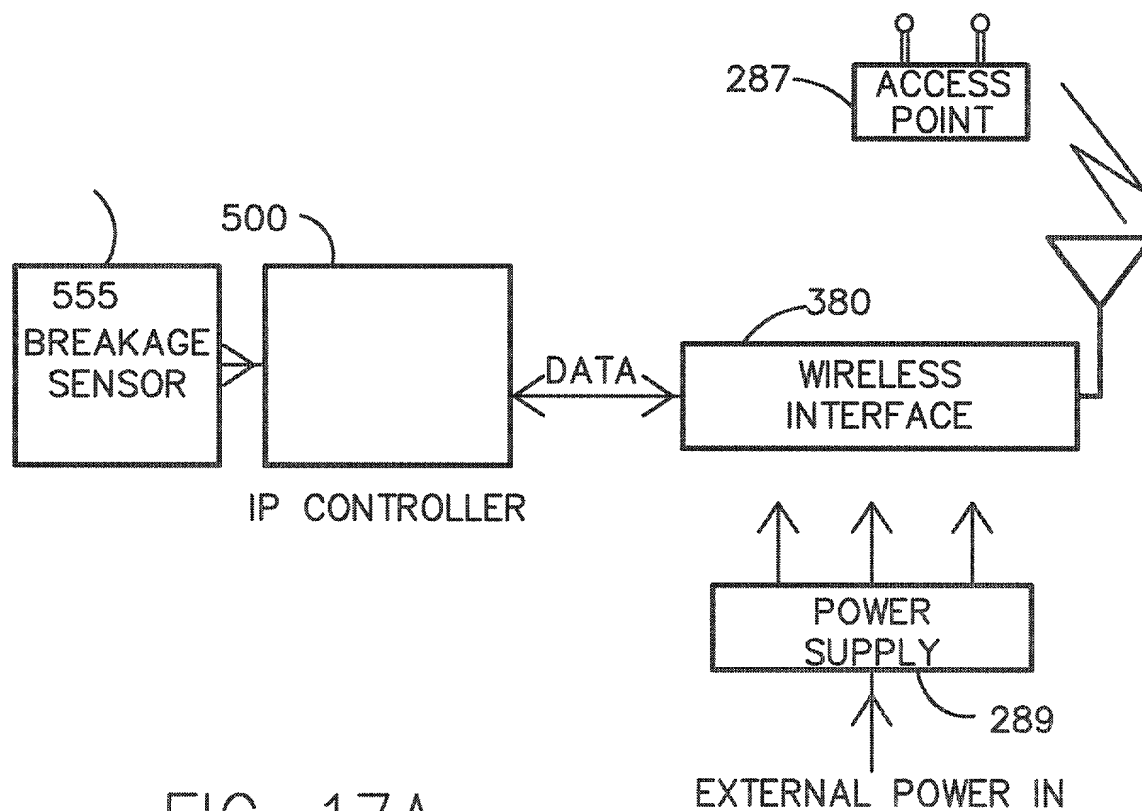 287
ACCESS
POINT
500
555
BREAKAGE
SENSOR
380
DATA
WIRELESS
INTERFACE
IP CONTROLLER
POWER
SUPPLY
289
EXTERNAL POWER IN
FIG. 17A